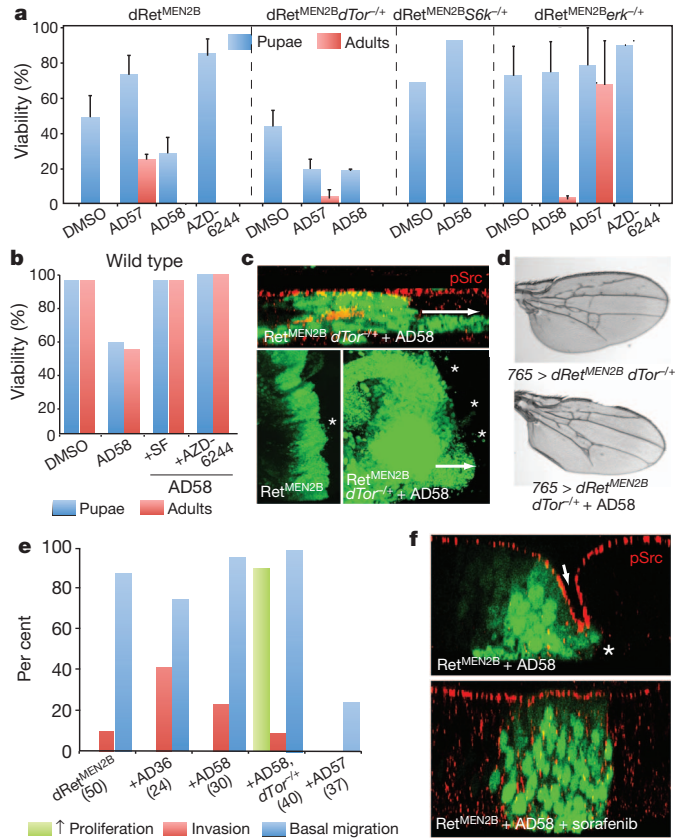 a
dRet^MEN2B
dRet^MEN2B dTor^–/+
dRet^MEN2B S6k^–/+
dRet^MEN2B erk^–/+
Pupae
Adults
Viability (%)
100
80
60
40
20
0
DMSO
AD57
AD58
AZD-6244
DMSO
AD57
AD58
DMSO
AD58
DMSO
AD58
AD57
AZD-6244
b
Wild type
Viability (%)
100
80
60
40
20
100
DMSO
AD58
+SF
+AZD-6244
AD58
Pupae
Adults
c
pSrc
Ret^MEN2B dTor^–/+ + AD58
*
Ret^MEN2B
*
*
*
Ret^MEN2B
dTor^–/+ + AD58
d
765 > dRet^MEN2B dTor^–/+
765 > dRet^MEN2B
dTor^–/+ + AD58
e
Per cent
100
80
60
40
20
0
dRet^MEN2B
(50)
+AD36
(24)
+AD58
(30)
+AD58,
dTor^–/+
(40)
+AD57
(37)
↑ Proliferation
Invasion
Basal migration
f
pSrc
*
Ret^MEN2B + AD58
Ret^MEN2B + AD58 + sorafenib